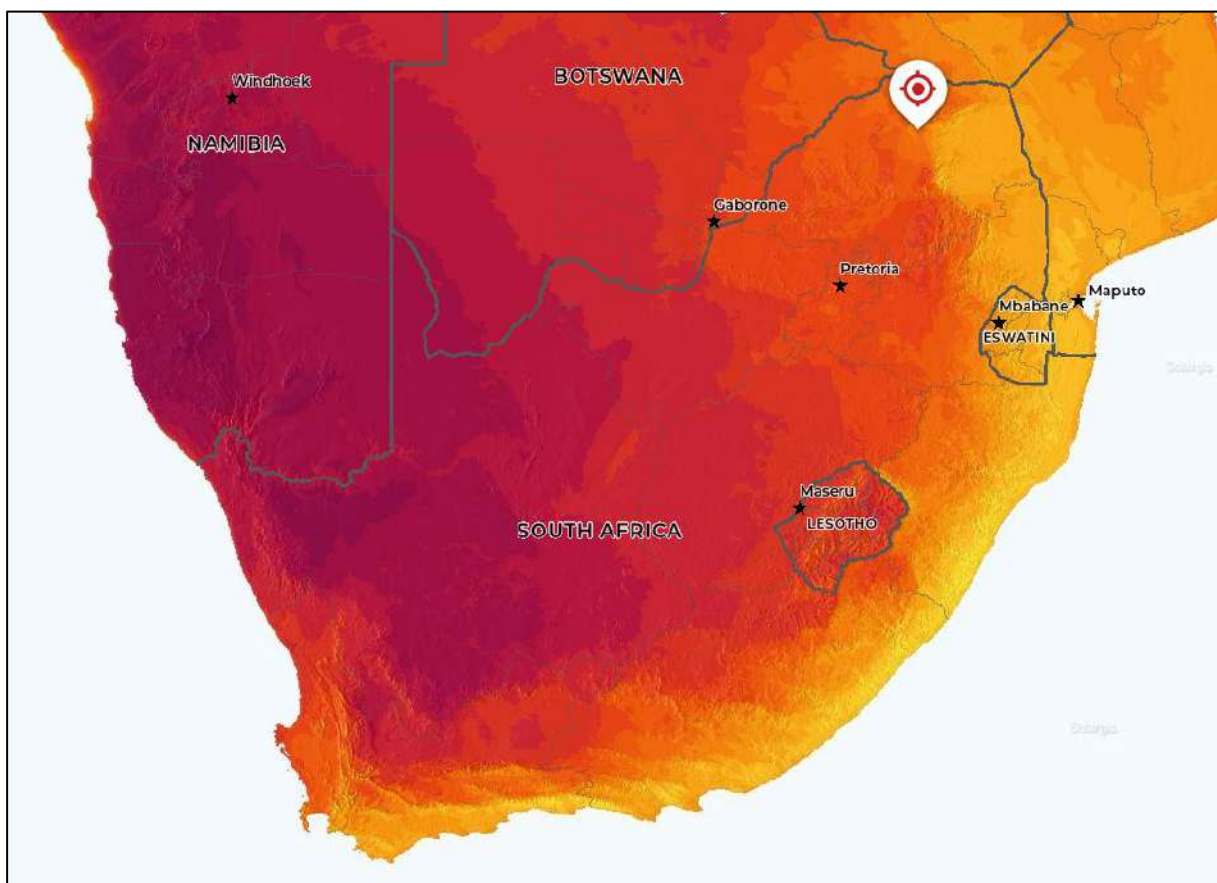 Windhoek
BOTSWANA
NAMIBIA
Gaborone
Pretoria
Mbabane
Maputo
ESWATINI
Maseru
SOUTH AFRICA
LESOTHO